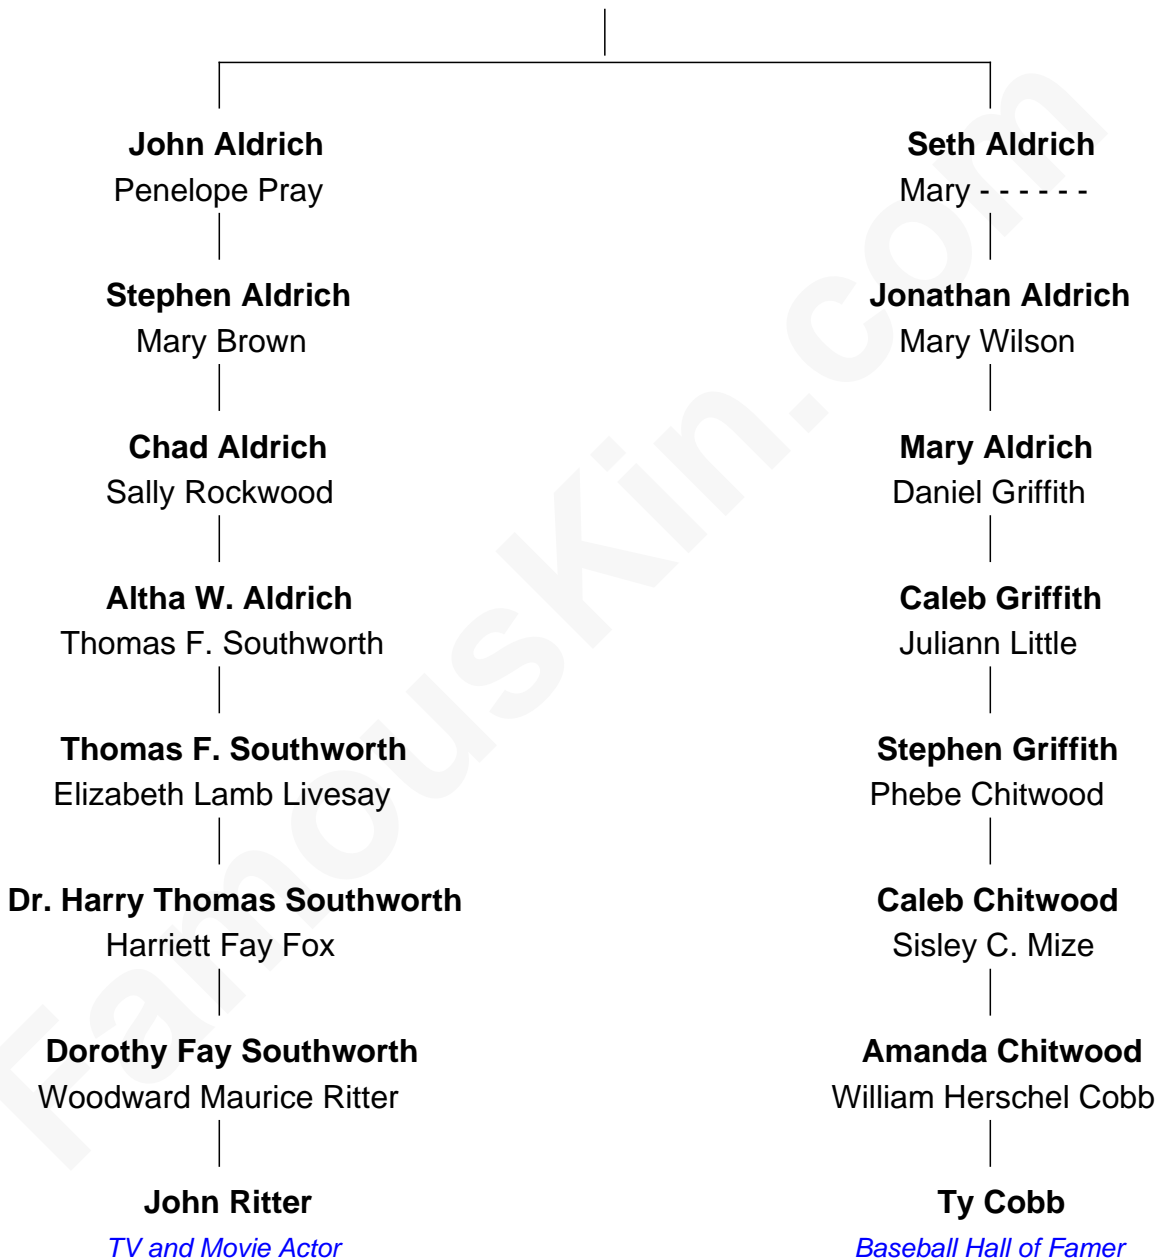 John Aldrich
Penelope Pray
Seth Aldrich
Mary - - - - - -
Stephen Aldrich
Mary Brown
Jonathan Aldrich
Mary Wilson
Chad Aldrich
Sally Rockwood
Mary Aldrich
Daniel Griffith
Altha W. Aldrich
Thomas F. Southworth
Caleb Griffith
Juliann Little
Thomas F. Southworth
Elizabeth Lamb Livesay
Stephen Griffith
Phebe Chitwood
Dr. Harry Thomas Southworth
Harriett Fay Fox
Caleb Chitwood
Sisley C. Mize
Dorothy Fay Southworth
Woodward Maurice Ritter
Amanda Chitwood
William Herschel Cobb
John Ritter
TV and Movie Actor
Ty Cobb
Baseball Hall of Famer
FamousKin.com